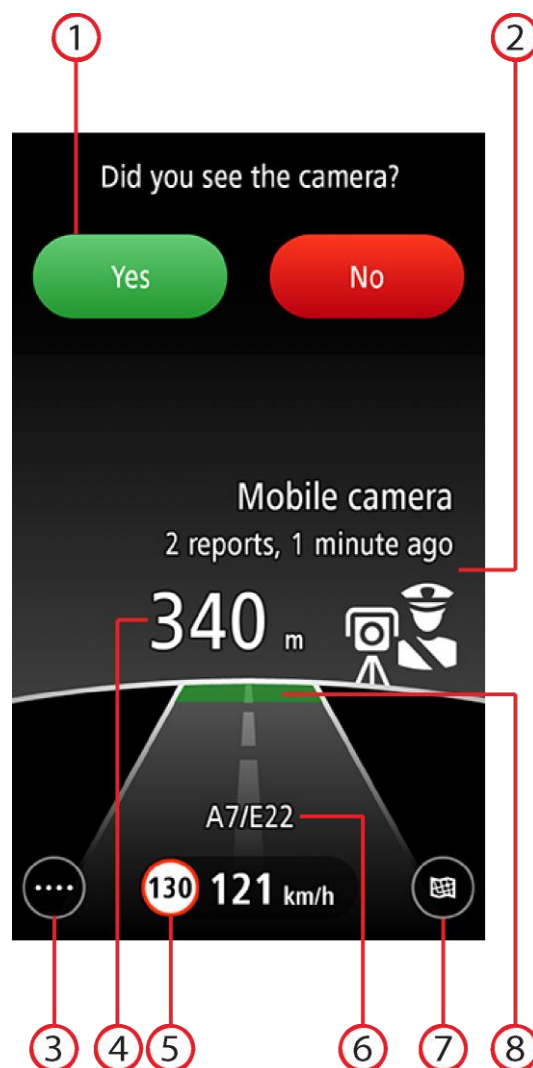 1
2
Did you see the camera?
Yes
No
Mobile camera
2 reports, 1 minute ago
340 m
A7/E22
130
121 km/h
3
4
5
6
7
8